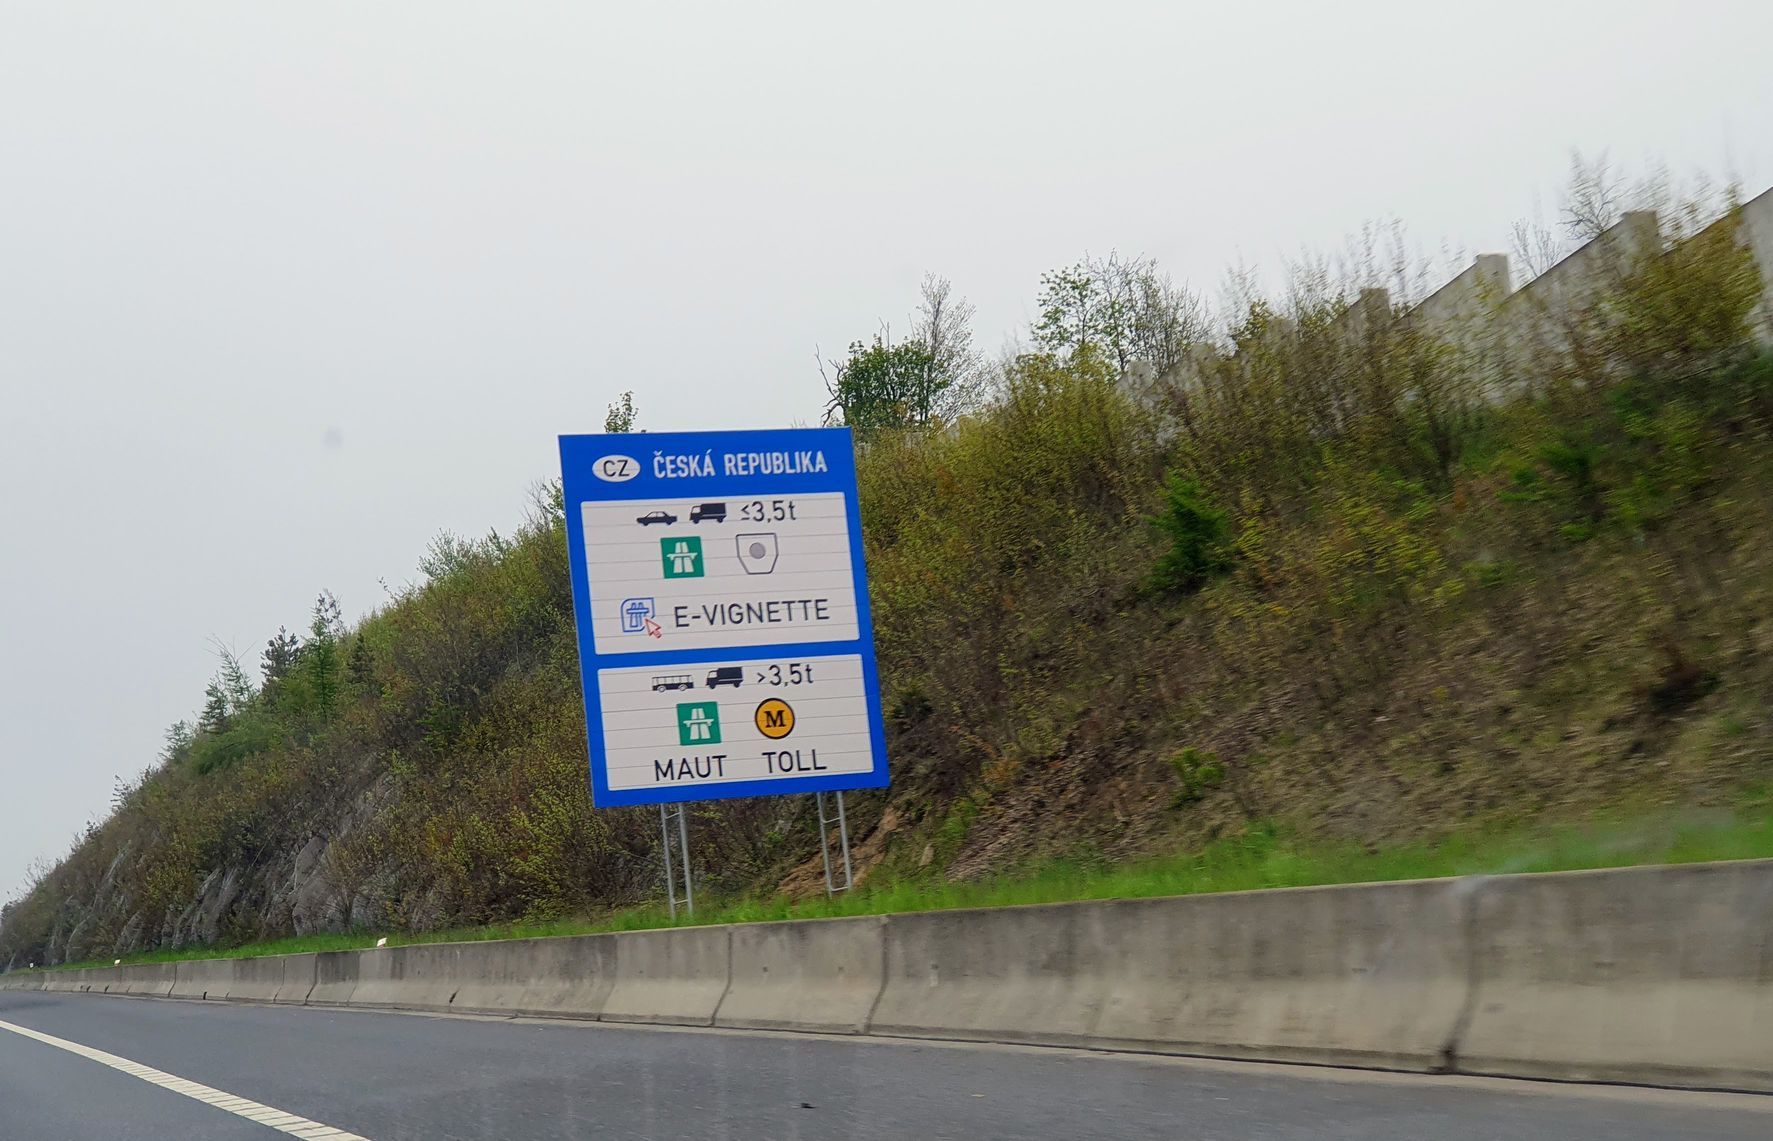 CZ ČESKÁ REPUBLIKA
≤3,5t
E-VIGNETTE
>3,5t
M
MAUT TOLL